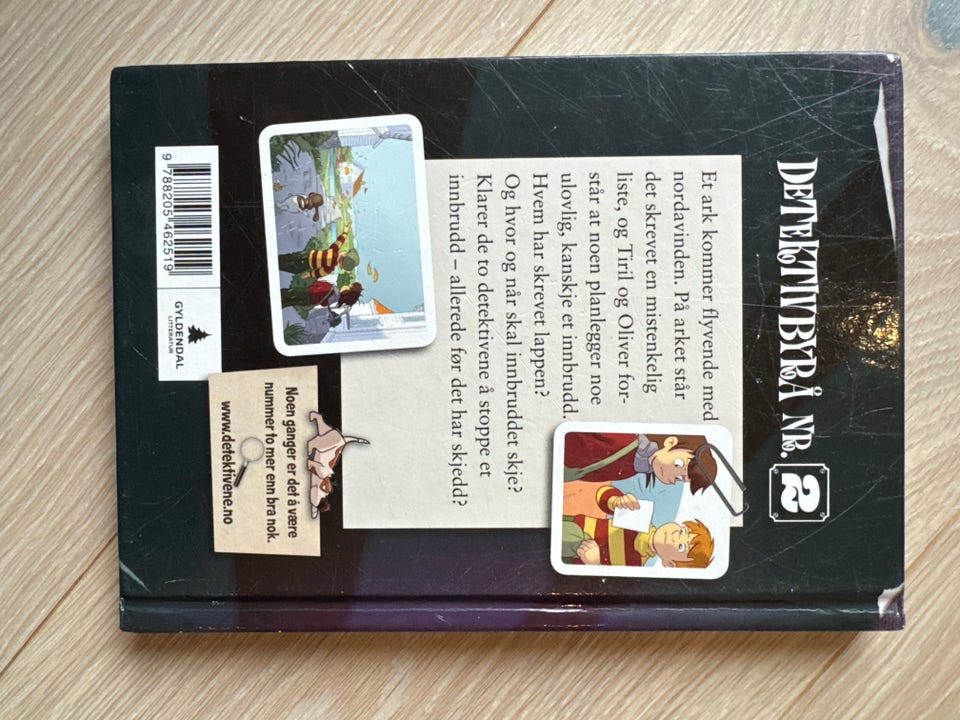 DETEKTIVBYRÅ NR. 2
Et ark kommer flyvende med
nordavinden. På arket står
det skrevet en mistenkelig
liste, og Tiril og Oliver for-
står at noen planlegger noe
ulovlig, kanskje et innbrudd.
Hvem har skrevet lappen?
Og hvor og når skal innbruddet skje?
Klarer de to detektivene å stoppe et
innbrudd – allerede før det har skjedd?
Noen ganger er det å være
nummer to mer enn bra nok.
www.detektivene.no
9 788205 462519
GYLDENDAL
LITTERATUR